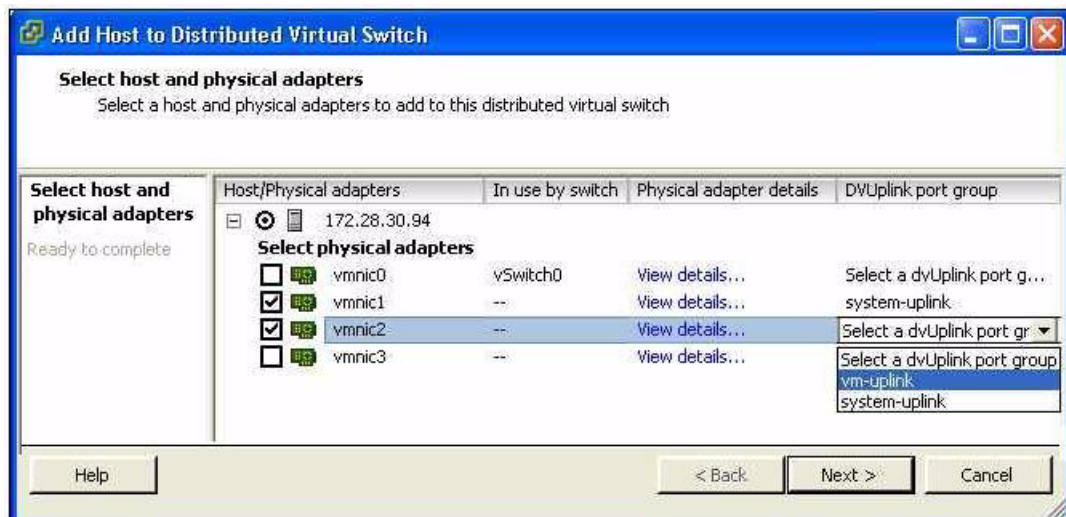 Add Host to Distributed Virtual Switch
Select host and physical adapters
Select a host and physical adapters to add to this distributed virtual switch
Select host and
physical adapters
Ready to complete
Host/Physical adapters In use by switch Physical adapter details DVUplink port group
172.28.30.94
Select physical adapters
vmnic0 vSwitch0 View details... Select a dvUplink port g...
vmnic1 -- View details... system-uplink
vmnic2 -- View details... Select a dvUplink port gr
vmnic3 -- View details... Select a dvUplink port group
vm-uplink
system-uplink
Help < Back Next > Cancel